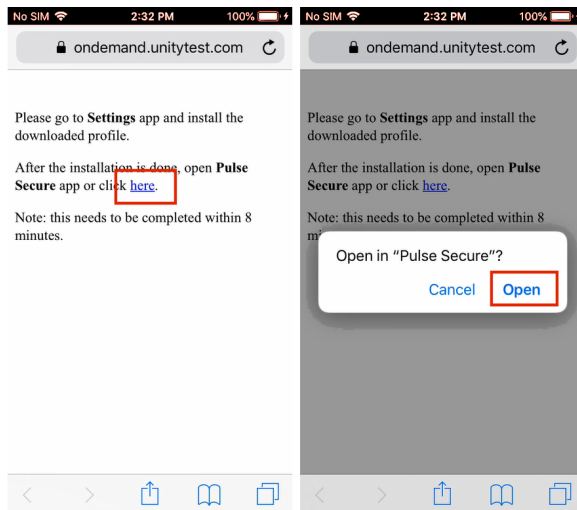 No SIM 2:32 PM 100%
ondemand.unitytest.com
Please go to Settings app and install the
downloaded profile.
After the installation is done, open Pulse
Secure app or click here.
Note: this needs to be completed within 8
minutes.
No SIM 2:32 PM 100%
ondemand.unitytest.com
Please go to Settings app and install the
downloaded profile.
After the installation is done, open Pulse
Secure app or click here.
Note: this needs to be completed within 8
Open in “Pulse Secure”?
Cancel Open